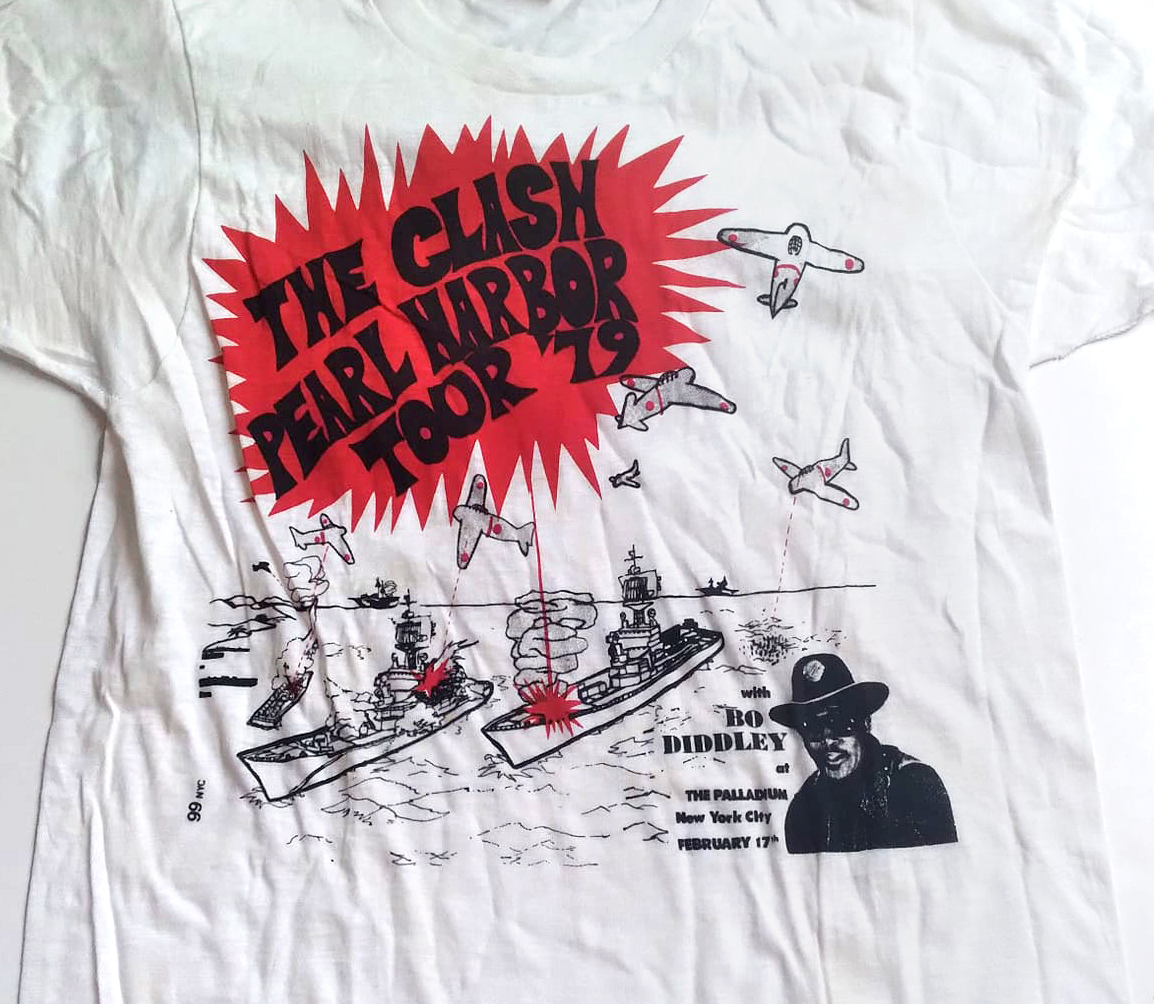 THE CLASH
PEARL HARBOR
TOUR '79
with
BO
DIDDLEY
at
THE PALLADIUM
New York City
FEBRUARY 17th
99 NYC